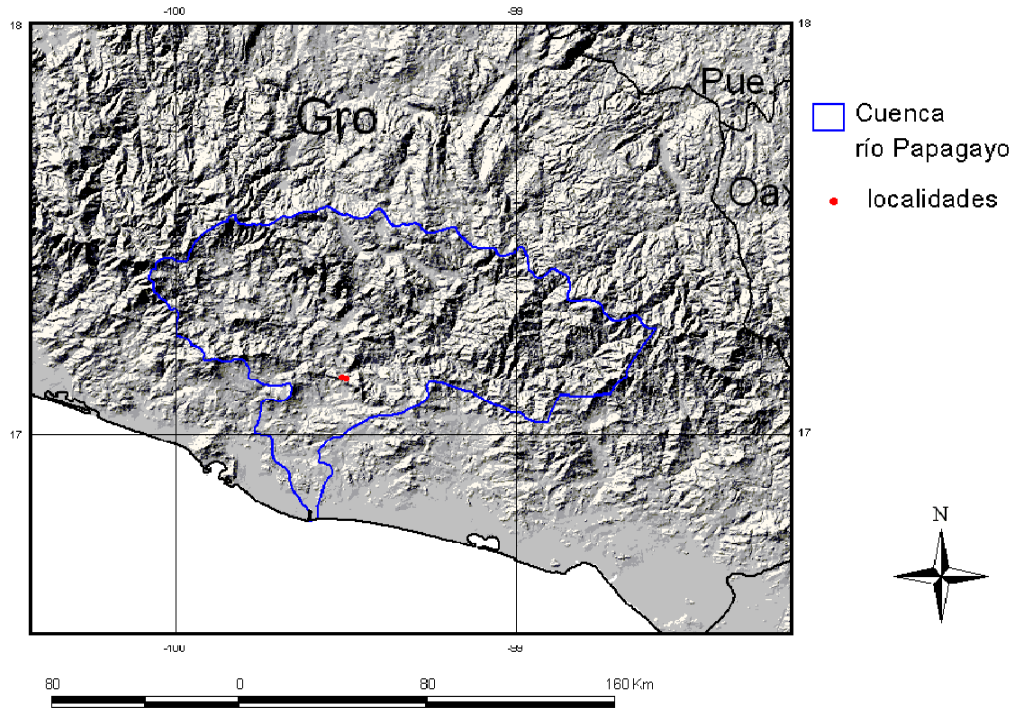 -100 -99
18 18
Pue.
Gro
Oax
17 17
-100 -99
Cuenca
río Papagayo
localidades
N
80 0 80 160 Km